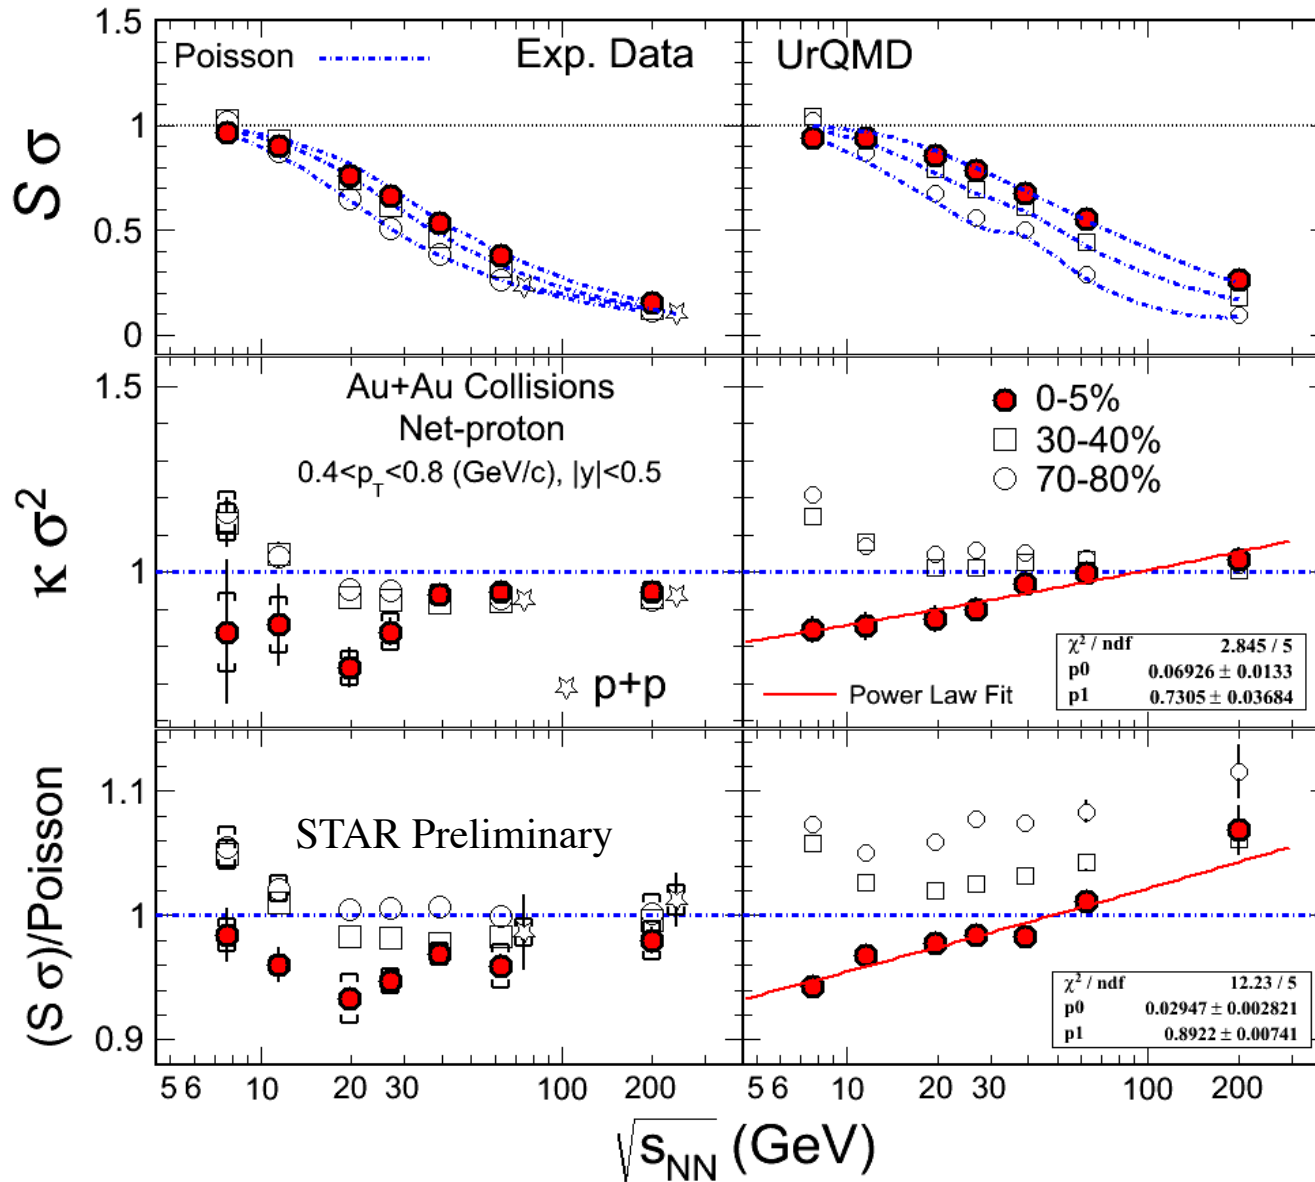 1.5
Poisson
Exp. Data
UrQMD
1
S σ
0.5
0
1.5
Au+Au Collisions
Net-proton
0.4<p_T<0.8 (GeV/c), |y|<0.5
0-5%
30-40%
70-80%
κ σ²
1
p+p
Power Law Fit
χ² / ndf 2.845 / 5
p0 0.06926 ± 0.0133
p1 0.7305 ± 0.03684
(S σ)/Poisson
1.1
STAR Preliminary
1
χ² / ndf 12.23 / 5
p0 0.02947 ± 0.002821
p1 0.8922 ± 0.00741
0.9
5 6 10 20 30 100 200
5 6 10 20 30 100 200
√s_NN (GeV)